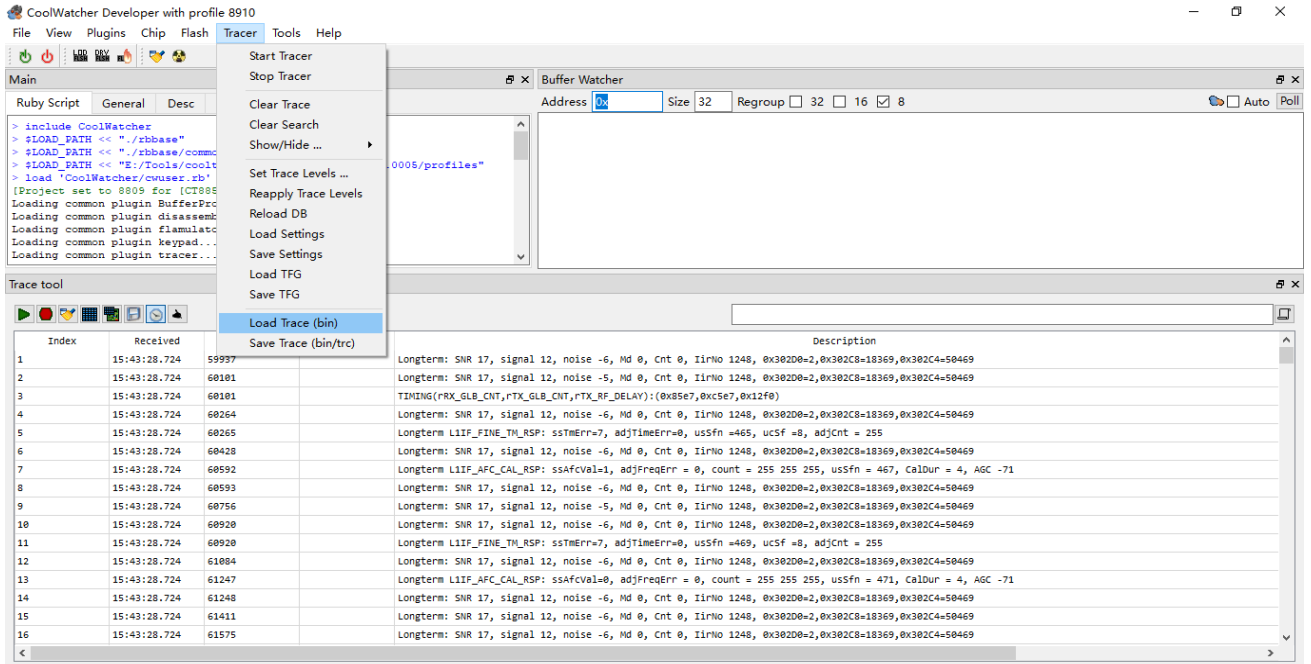 CoolWatcher Developer with profile 8910
File View Plugins Chip Flash Tracer Tools Help
Start Tracer
Stop Tracer
Clear Trace
Clear Search
Show/Hide ...
Set Trace Levels ...
Reapply Trace Levels
Reload DB
Load Settings
Save Settings
Load TFG
Save TFG
Load Trace (bin)
Save Trace (bin/trc)
Main
Ruby Script General Desc
> include CoolWatcher
> $LOAD_PATH << "./rbbase"
> $LOAD_PATH << "./rbbase/commo
> $LOAD_PATH << "E:/Tools/coolt .0005/profiles"
> load 'CoolWatcher/cwuser.rb'
[Project set to 8809 for [CT885
Loading common plugin BufferPro
Loading common plugin disassemb
Loading common plugin flamulato
Loading common plugin keypad...
Loading common plugin tracer...
Buffer Watcher
Address 0x Size 32 Regroup 32 16 8 Auto Poll
Trace tool
Index Received Description
1 15:43:28.724 59937 Longterm: SNR 17, signal 12, noise -6, Md 0, Cnt 0, IirNo 1248, 0x302D0=2,0x302C8=18369,0x302C4=50469
2 15:43:28.724 60101 Longterm: SNR 17, signal 12, noise -5, Md 0, Cnt 0, IirNo 1248, 0x302D0=2,0x302C8=18369,0x302C4=50469
3 15:43:28.724 60101 TIMING(rRX_GLB_CNT,rTX_GLB_CNT,rTX_RF_DELAY):(0x85e7,0xc5e7,0x12f0)
4 15:43:28.724 60264 Longterm: SNR 17, signal 12, noise -6, Md 0, Cnt 0, IirNo 1248, 0x302D0=2,0x302C8=18369,0x302C4=50469
5 15:43:28.724 60265 Longterm L1IF_FINE_TM_RSP: ssTmErr=7, adjTimeErr=0, usSfn =465, ucSf =8, adjCnt = 255
6 15:43:28.724 60428 Longterm: SNR 17, signal 12, noise -6, Md 0, Cnt 0, IirNo 1248, 0x302D0=2,0x302C8=18369,0x302C4=50469
7 15:43:28.724 60592 Longterm L1IF_AFC_CAL_RSP: ssAfcVal=1, adjFreqErr = 0, count = 255 255 255, usSfn = 467, CalDur = 4, AGC -71
8 15:43:28.724 60593 Longterm: SNR 17, signal 12, noise -6, Md 0, Cnt 0, IirNo 1248, 0x302D0=2,0x302C8=18369,0x302C4=50469
9 15:43:28.724 60756 Longterm: SNR 17, signal 12, noise -5, Md 0, Cnt 0, IirNo 1248, 0x302D0=2,0x302C8=18369,0x302C4=50469
10 15:43:28.724 60920 Longterm: SNR 17, signal 12, noise -6, Md 0, Cnt 0, IirNo 1248, 0x302D0=2,0x302C8=18369,0x302C4=50469
11 15:43:28.724 60920 Longterm L1IF_FINE_TM_RSP: ssTmErr=7, adjTimeErr=0, usSfn =469, ucSf =8, adjCnt = 255
12 15:43:28.724 61084 Longterm: SNR 17, signal 12, noise -6, Md 0, Cnt 0, IirNo 1248, 0x302D0=2,0x302C8=18369,0x302C4=50469
13 15:43:28.724 61247 Longterm L1IF_AFC_CAL_RSP: ssAfcVal=0, adjFreqErr = 0, count = 255 255 255, usSfn = 471, CalDur = 4, AGC -71
14 15:43:28.724 61248 Longterm: SNR 17, signal 12, noise -6, Md 0, Cnt 0, IirNo 1248, 0x302D0=2,0x302C8=18369,0x302C4=50469
15 15:43:28.724 61411 Longterm: SNR 17, signal 12, noise -6, Md 0, Cnt 0, IirNo 1248, 0x302D0=2,0x302C8=18369,0x302C4=50469
16 15:43:28.724 61575 Longterm: SNR 17, signal 12, noise -6, Md 0, Cnt 0, IirNo 1248, 0x302D0=2,0x302C8=18369,0x302C4=50469